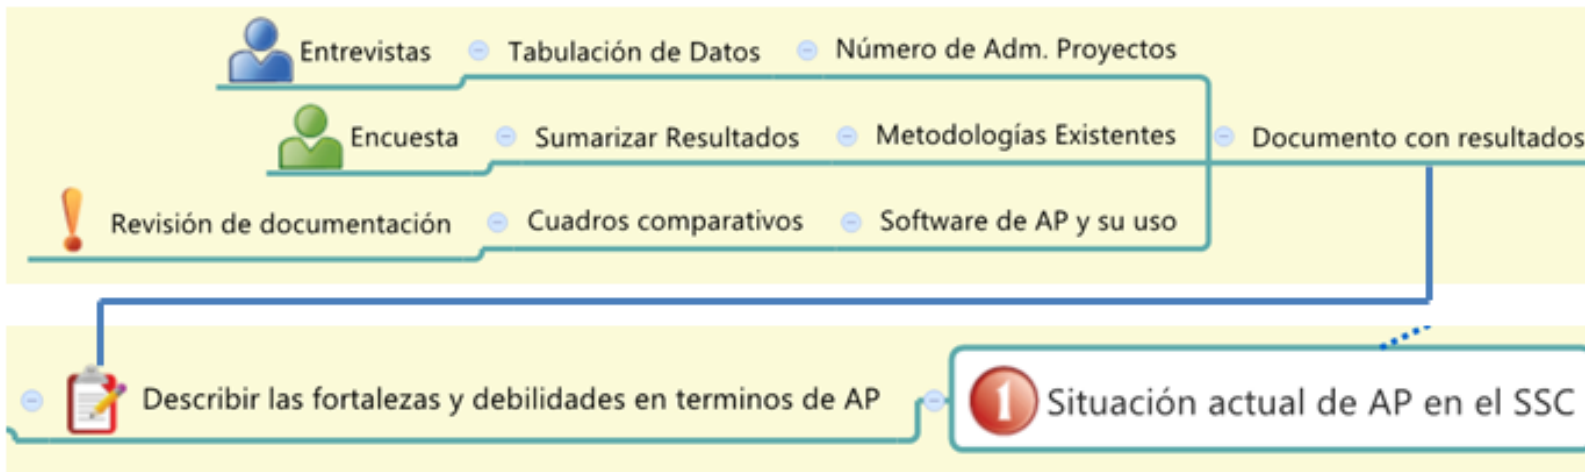 Entrevistas Tabulación de Datos Número de Adm. Proyectos
Encuesta Sumarizar Resultados Metodologías Existentes Documento con resultados
Revisión de documentación Cuadros comparativos Software de AP y su uso
Describir las fortalezas y debilidades en terminos de AP 1 Situación actual de AP en el SSC